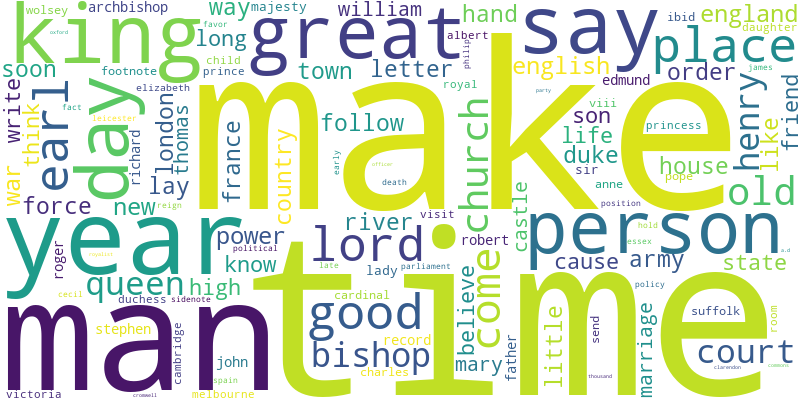 wolsey archbishop way majesty william hand ibid england
king favor great say daughter
long albert place
soon footnote child prince town letter phillip english order james
elizabeth royal edmund
write think earl day richard london thomas france country make follow church son viii henry like friend
life princess
duke house
sir pope
war lay early officer death anne old
force new reign castle position
year power river visit person hold
lord robert essex a.d
roger political know lady late parliament come believe cause army state
queen high cardinal policy
man duchess sidenote time good suffolk room
stephen cambridge record send little marriage
bishop court
john charles mary father clarendon
spain thousand commons
victoria cromwell melbourne
cecil
leicester
oxford
fact
party